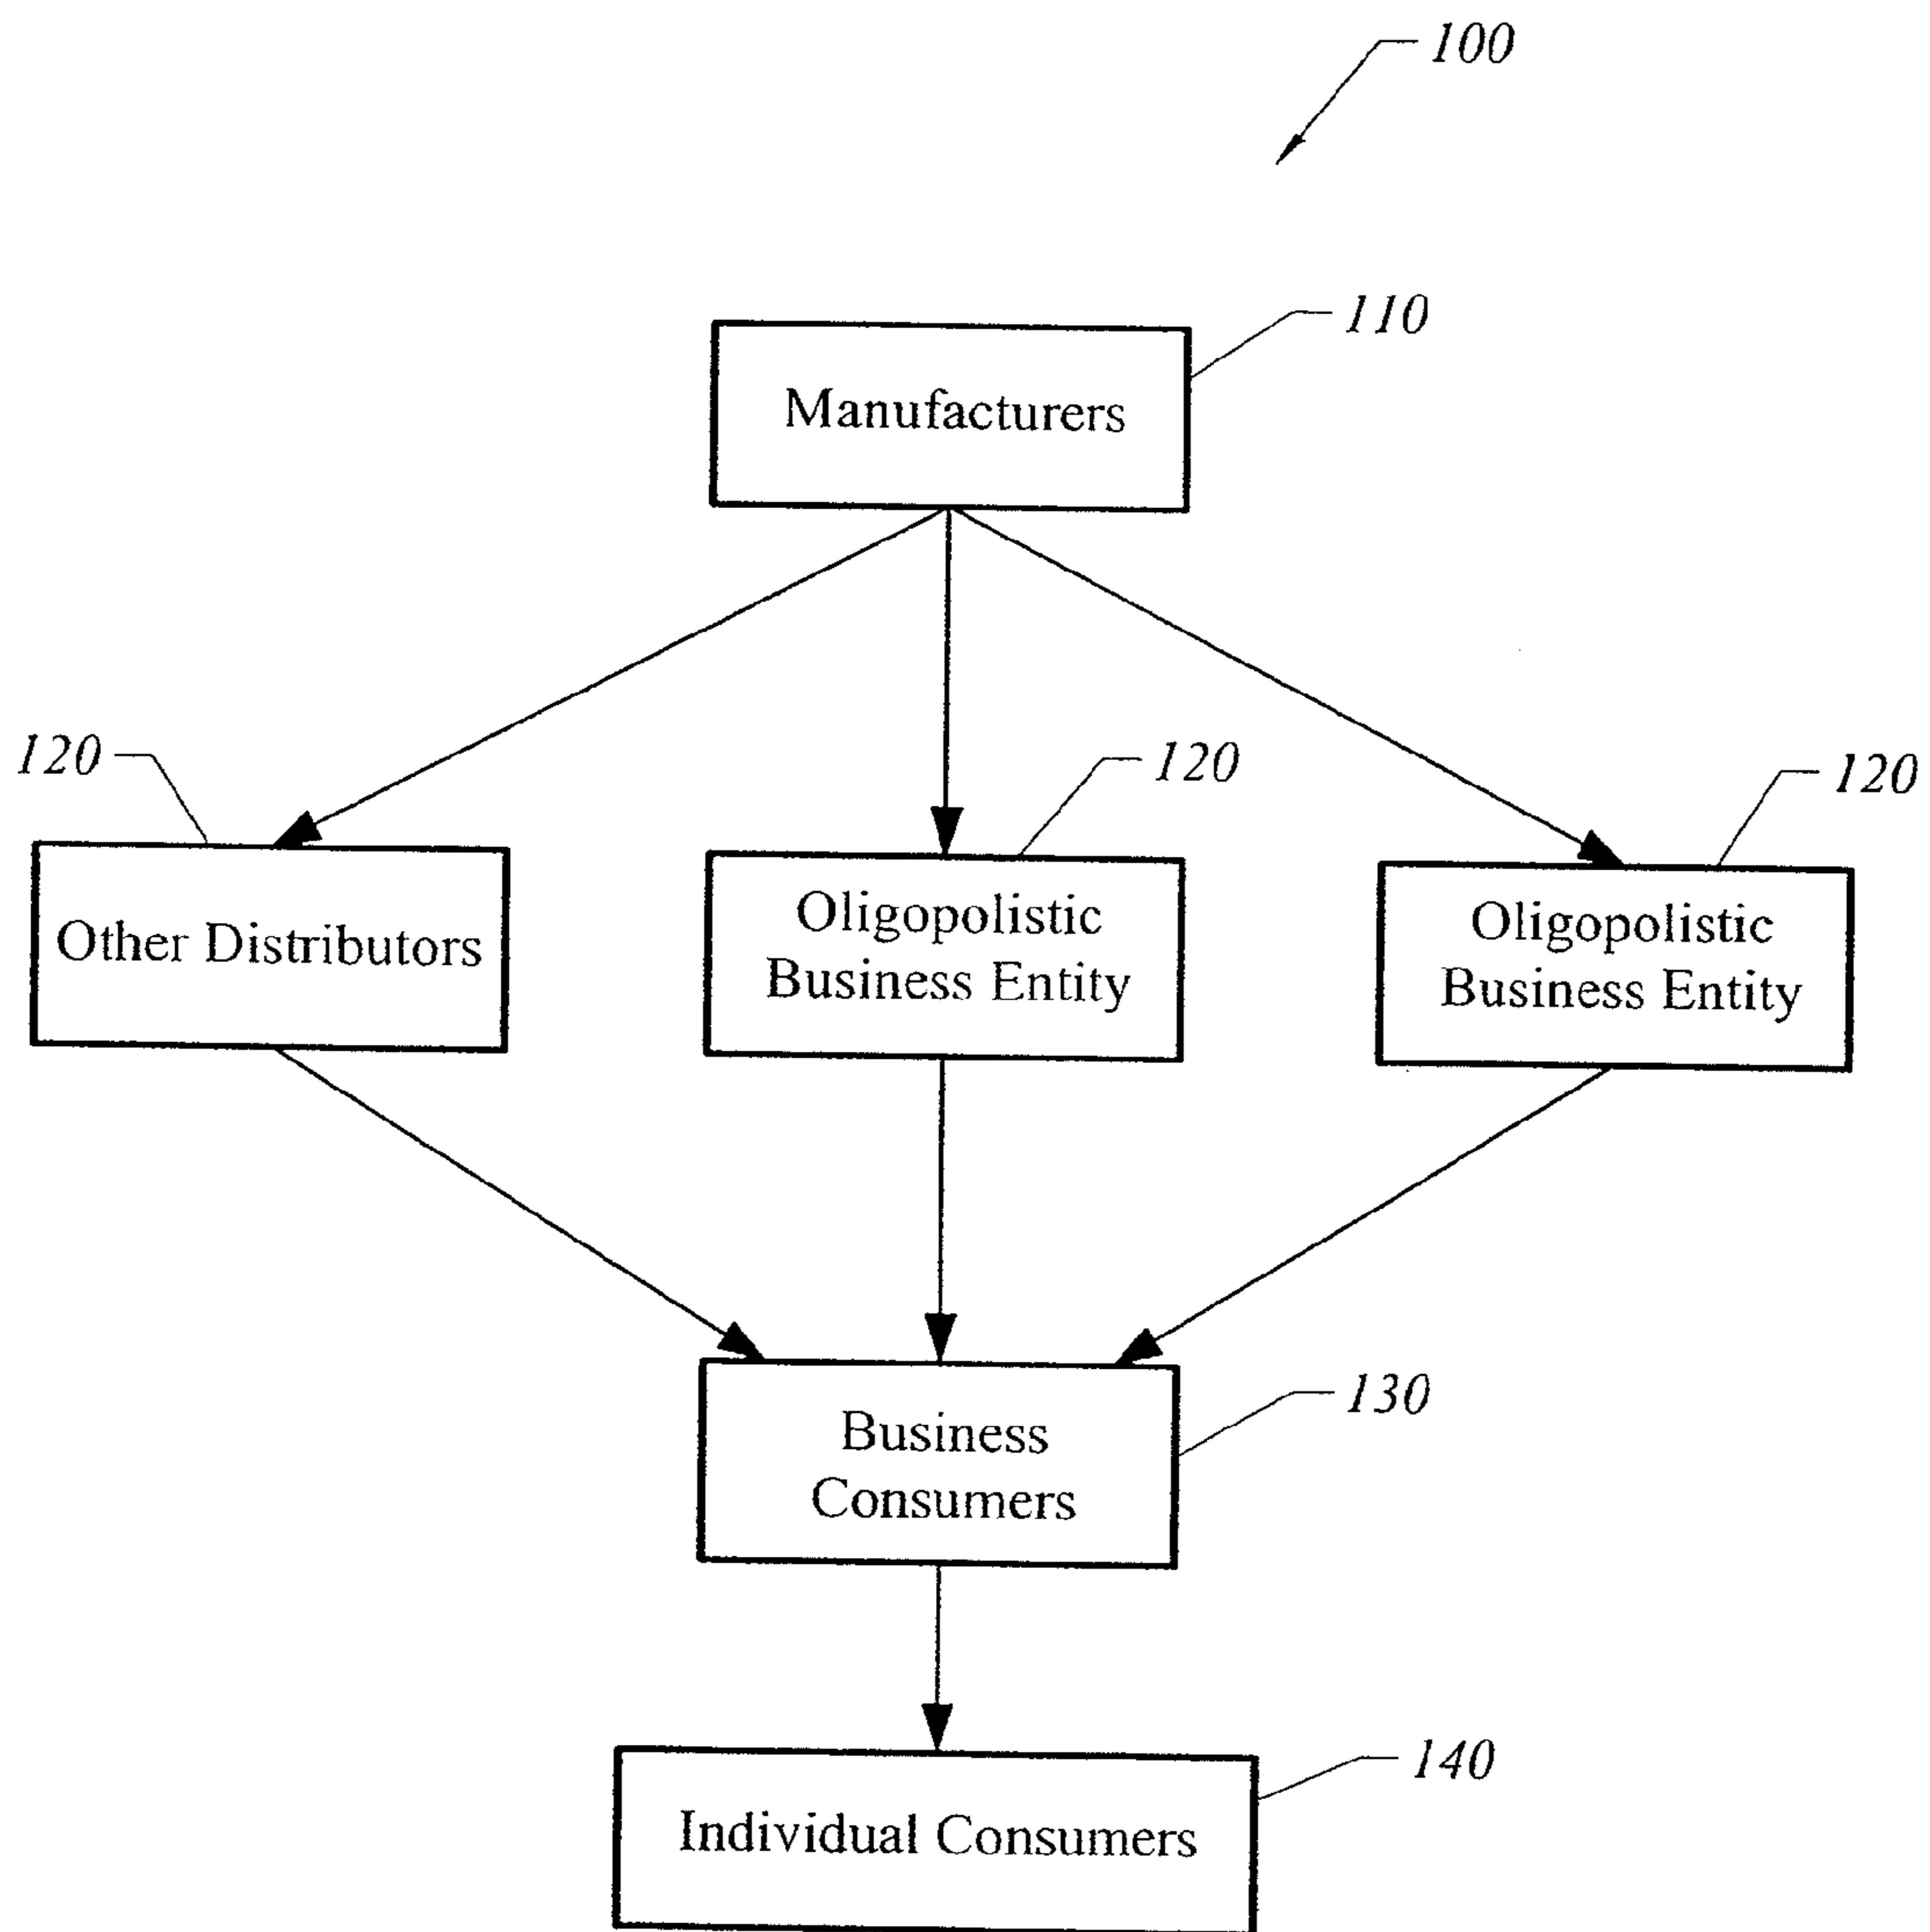 100
110
Manufacturers
120
120
120
Other Distributors
Oligopolistic
Business Entity
Oligopolistic
Business Entity
130
Business
Consumers
140
Individual Consumers